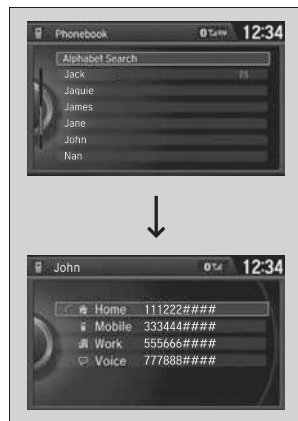 Phonebook 12:34
Alphabet Search
Jack
Jaquie
James
Jane
John
Nan
John 12:34
Home 111222####
Mobile 333444####
Work 555666####
Voice 777888####